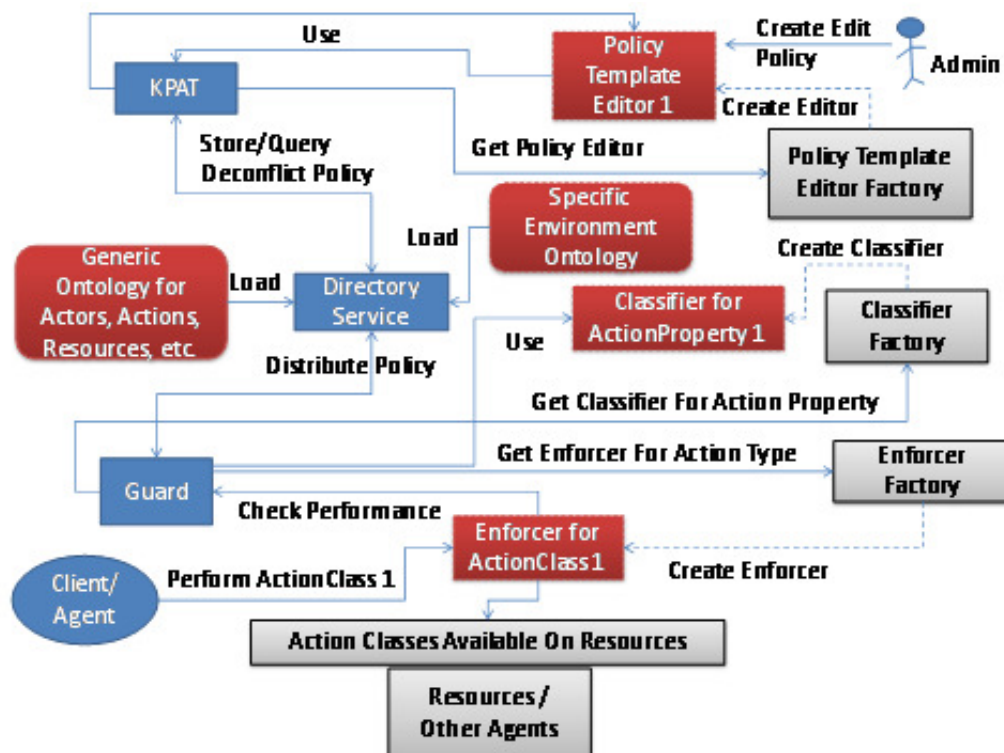 Use
Policy
Template
Editor 1
Create Edit
Policy
Admin
KPAT
Create Editor
Store/Query
Deconflict Policy
Get Policy Editor
Policy Template
Editor Factory
Specific
Environment
Ontology
Load
Create Classifier
Generic
Ontology for
Actors, Actions,
Resources, etc
Load
Directory
Service
Classifier for
ActionProperty 1
Classifier
Factory
Use
Distribute Policy
Get Classifier For Action Property
Get Enforcer For Action Type
Enforcer
Factory
Guard
Check Performance
Enforcer for
ActionClass1
Create Enforcer
Client/
Agent
Perform ActionClass 1
Action Classes Available On Resources
Resources /
Other Agents